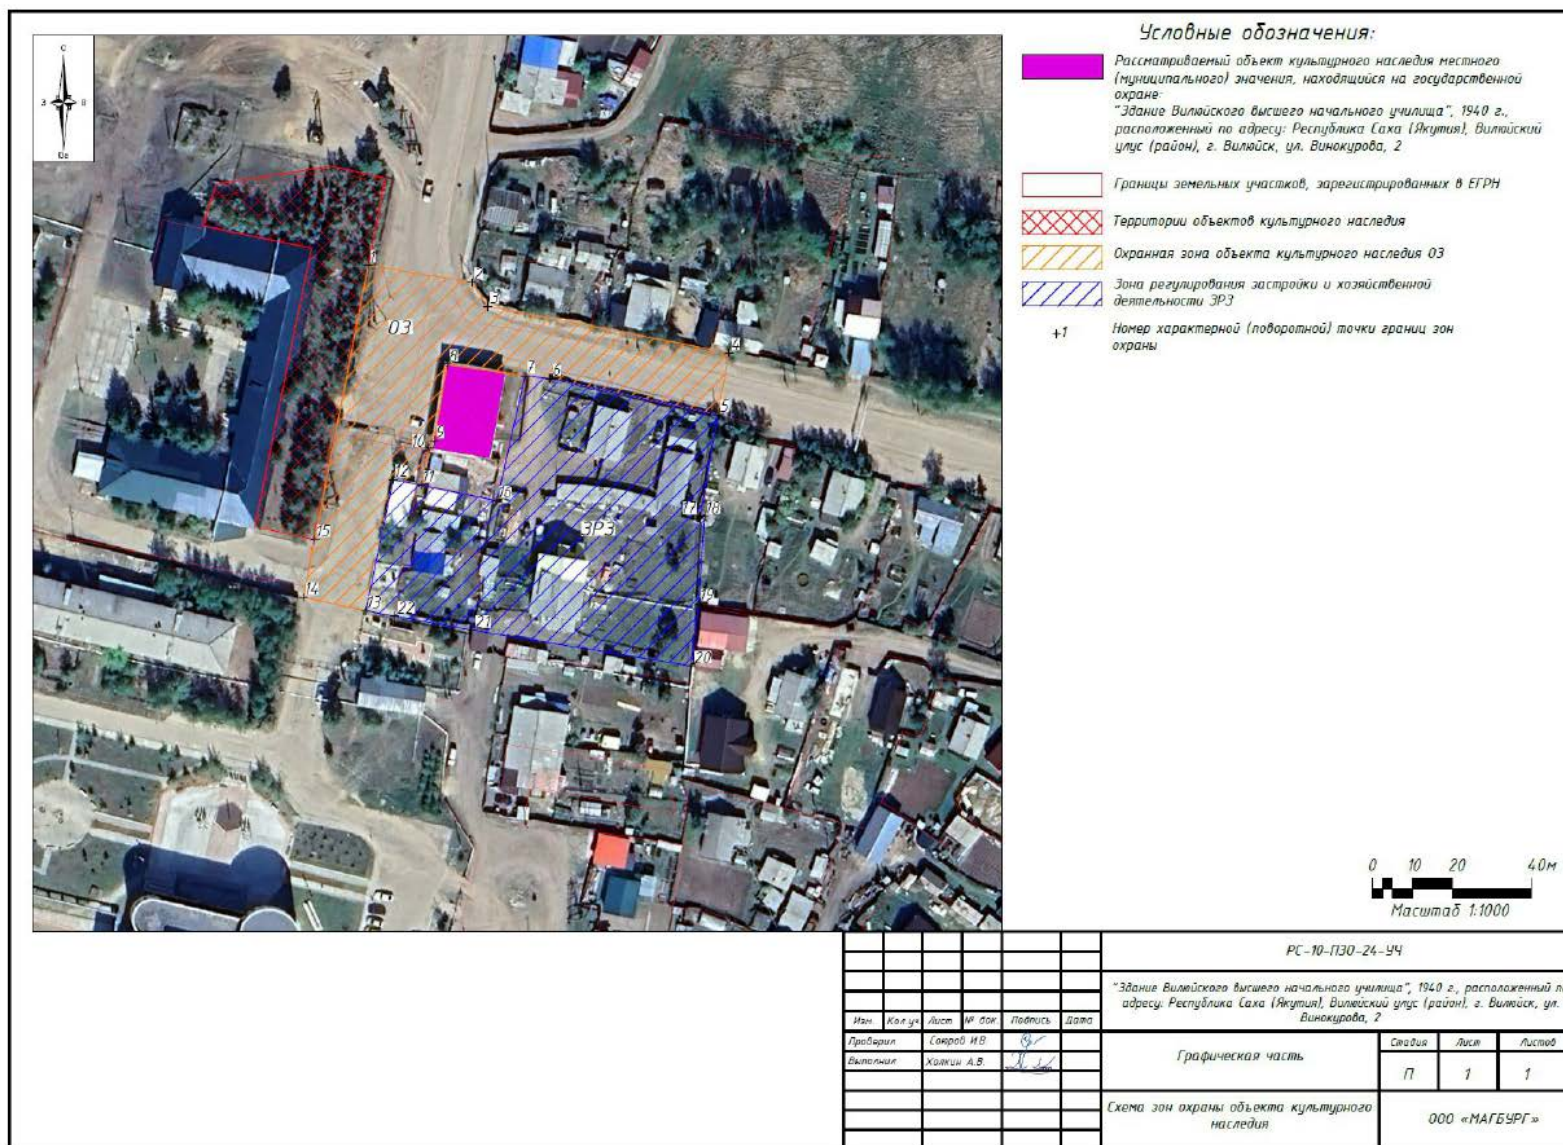 Условные обозначения:
Рассматриваемый объект культурного наследия местного
(муниципального) значения, находящийся на государственной
охране:
"Здание Вилюйского высшего начального училища", 1940 г.,
расположенный по адресу: Республика Саха (Якутия), Вилюйский
улус (район), г. Вилюйск, ул. Винокурова, 2
Границы земельных участков, зарегистрированных в ЕГРН
Территории объектов культурного наследия
Охранная зона объекта культурного наследия ОЗ
Зона регулирования застройки и хозяйственной
деятельности ЗРЗ
+1
Номер характерной (поворотной) точки границ зон
охраны
С
З
В
Ю
1
2
3
ОЗ
4
8
7
6
5
9
10
11
12
16
17
18
ЗРЗ
15
14
13
22
21
19
20
0 10 20 40м
Масштаб 1:1000
РС-10-ПЗО-24-УЧ
"Здание Вилюйского высшего начального училища", 1940 г., расположенный
адресу: Республика Саха (Якутия), Вилюйский улус (район), г. Вилюйск, ул.
Винокурова, 2
Изм. Кол.уч Лист № док. Подпись Дата
Проверил
Выполнил Холкин А.В.
Графическая часть
Стадия Лист Листов
П 1 1
Схема зон охраны объекта культурного
наследия
ООО «МАГБУРГ»